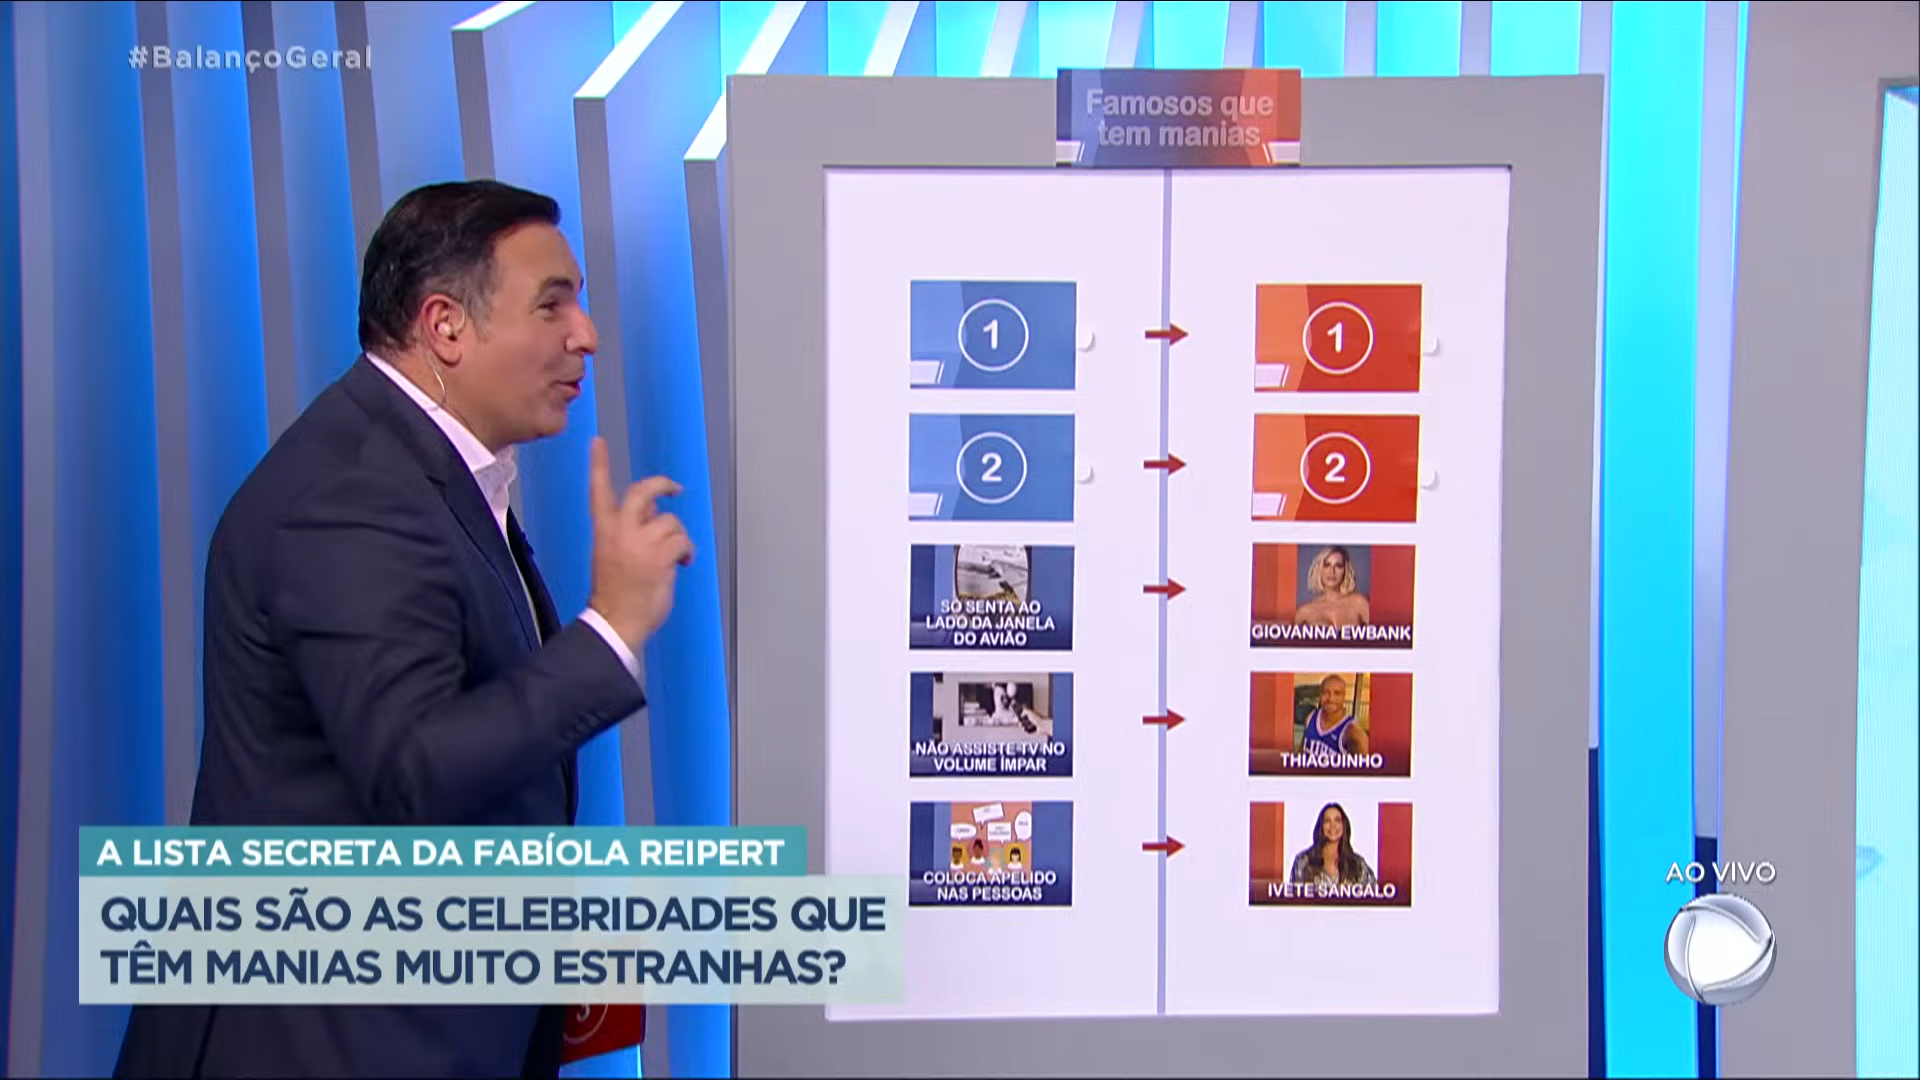 #BalançoGeral
Famosos que
tem manias
1
1
2
2
SÓ SENTA AO
LADO DA JANELA
DO AVIÃO
GIOVANNA EWBANK
NÃO ASSISTE TV NO
VOLUME ÍMPAR
THIAGUINHO
COLOCA APELIDO
NAS PESSOAS
IVETE SANGALO
A LISTA SECRETA DA FABÍOLA REIPERT
QUAIS SÃO AS CELEBRIDADES QUE
TÊM MANIAS MUITO ESTRANHAS?
3
AO VIVO